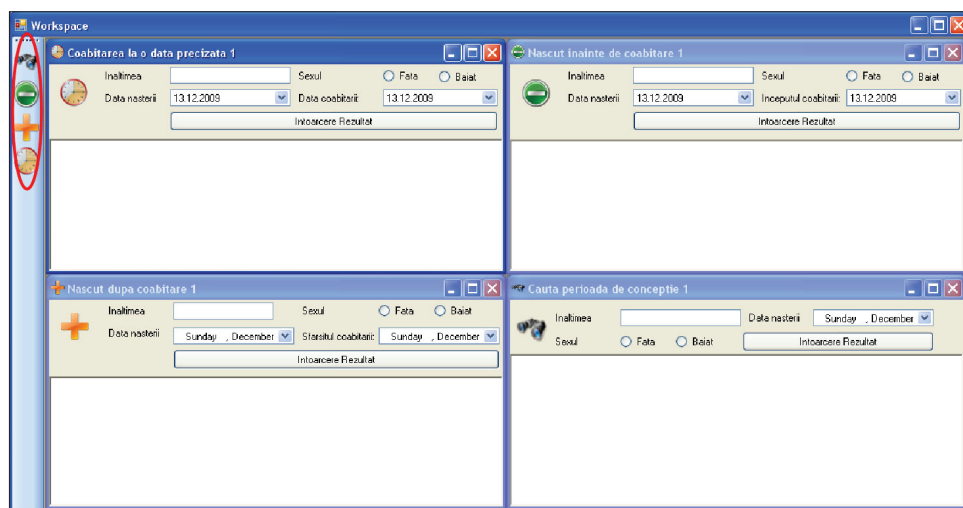 Workspace
Coabitarea la o data precizata 1
Inaltimea Sexul Fata Baiat
Data nasterii 13.12.2009 Data coabitarii: 13.12.2009
Intoarcere Rezultat
Nascut inainte de coabitare 1
Inaltimea Sexul Fata Baiat
Data nasterii 13.12.2009 Inceputul coabitarii: 13.12.2009
Intoarcere Rezultat
Nascut dupa coabitare 1
Inaltimea Sexul Fata Baiat
Data nasterii Sunday , December Sfarsitul coabitarii: Sunday , December
Intoarcere Rezultat
Cauta perioada de conceptie 1
Inaltimea Data nasterii Sunday , December
Sexul Fata Baiat Intoarcere Rezultat